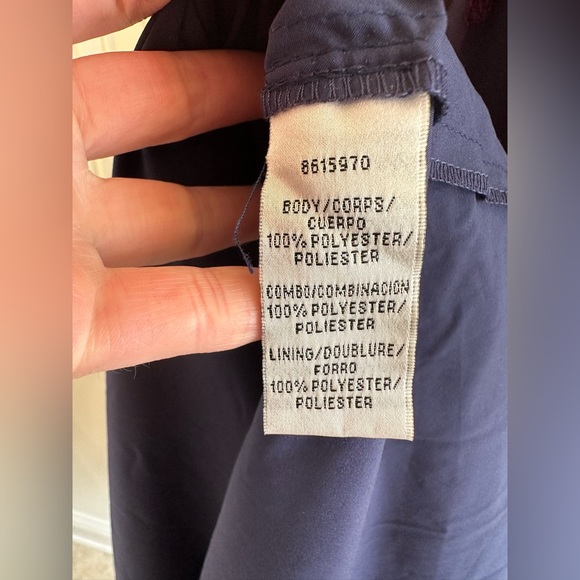 8615970
BODY/CORPS/
CUERPO
100% POLYESTER/
POLIESTER
COMBO/COMBINACION
100% POLYESTER/
POLIESTER
LINING/DOUBLURE/
FORRO
100% POLYESTER/
POLIESTER